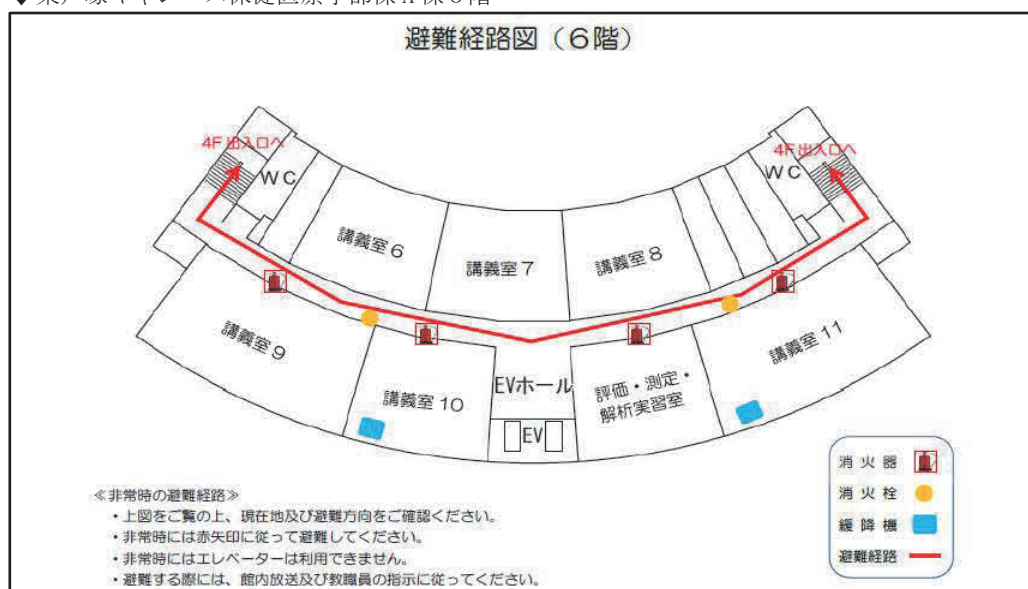 避難経路図（６階）
4F 出入口へ
4F 出入口へ
WC
WC
講義室 6
講義室 7
講義室 8
講義室 9
講義室 10
EVホール
EV
評価・測定・
解析実習室
講義室 11
消 火 器
消 火 栓
緩 降 機
避難経路
≪非常時の避難経路≫
・上図をご覧の上、現在地及び避難方向をご確認ください。
・非常時には赤矢印に従って避難してください。
・非常時にはエレベーターは利用できません。
・避難する際には、館内放送及び教職員の指示に従ってください。